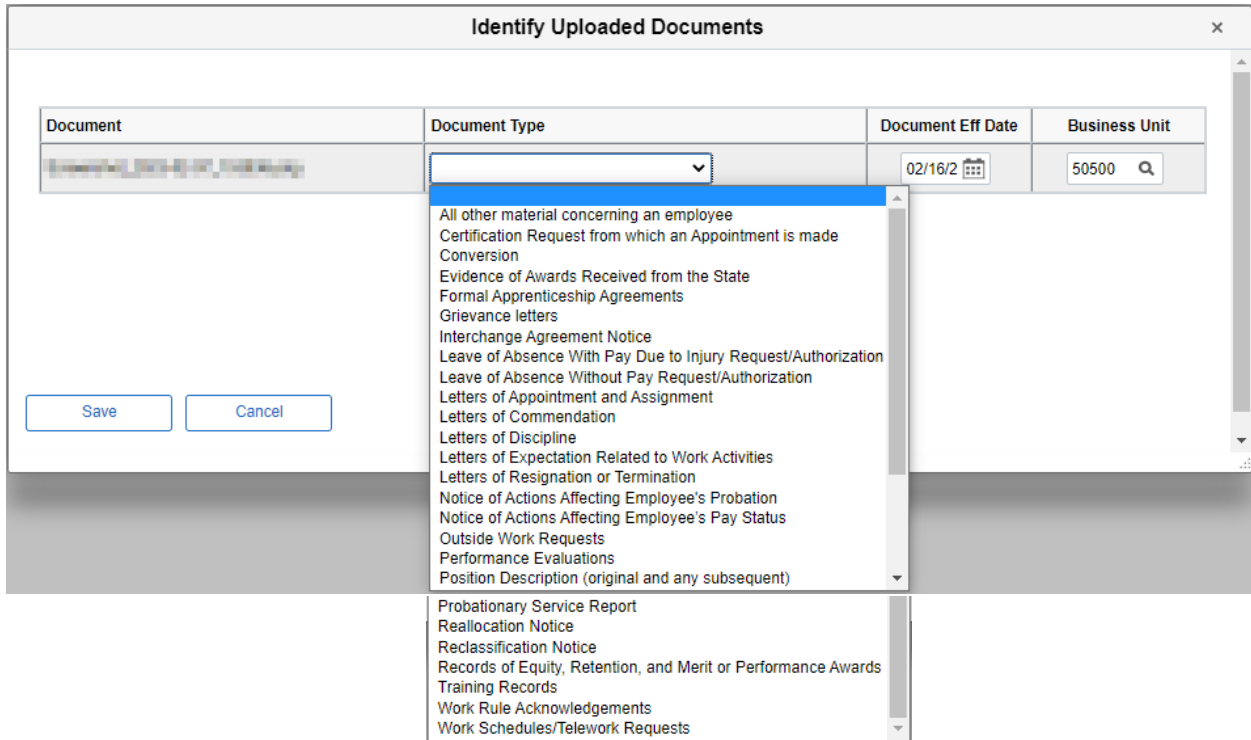 Identify Uploaded Documents ×
Document Document Type Document Eff Date Business Unit
02/16/2 50500
All other material concerning an employee
Certification Request from which an Appointment is made
Conversion
Evidence of Awards Received from the State
Formal Apprenticeship Agreements
Grievance letters
Interchange Agreement Notice
Leave of Absence With Pay Due to Injury Request/Authorization
Leave of Absence Without Pay Request/Authorization
Save Cancel
Letters of Appointment and Assignment
Letters of Commendation
Letters of Discipline
Letters of Expectation Related to Work Activities
Letters of Resignation or Termination
Notice of Actions Affecting Employee's Probation
Notice of Actions Affecting Employee's Pay Status
Outside Work Requests
Performance Evaluations
Position Description (original and any subsequent)
Probationary Service Report
Reallocation Notice
Reclassification Notice
Records of Equity, Retention, and Merit or Performance Awards
Training Records
Work Rule Acknowledgements
Work Schedules/Telework Requests